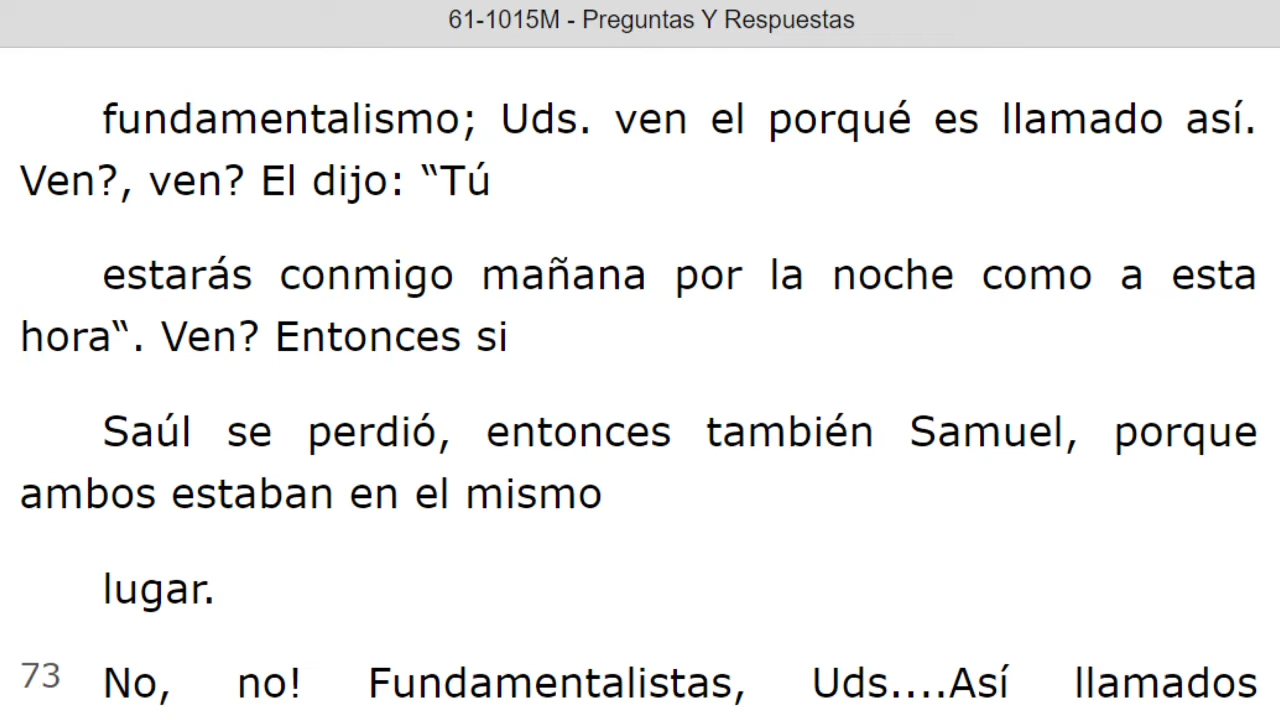 61-1015M - Preguntas Y Respuestas
fundamentalismo; Uds. ven el porqué es llamado así.
Ven?, ven? El dijo: “Tú
estarás conmigo mañana por la noche como a esta
hora“. Ven? Entonces si
Saúl se perdió, entonces también Samuel, porque
ambos estaban en el mismo
lugar.
73 No, no! Fundamentalistas, Uds....Así llamados